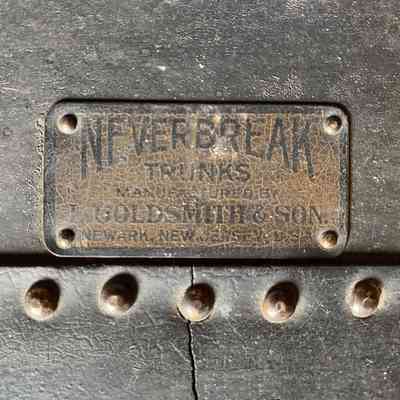 NEVERBREAK
TRUNKS
MANUFACTURED BY
L. GOLDSMITH & SON.
NEWARK, NEW JERSEY, U.S.A.